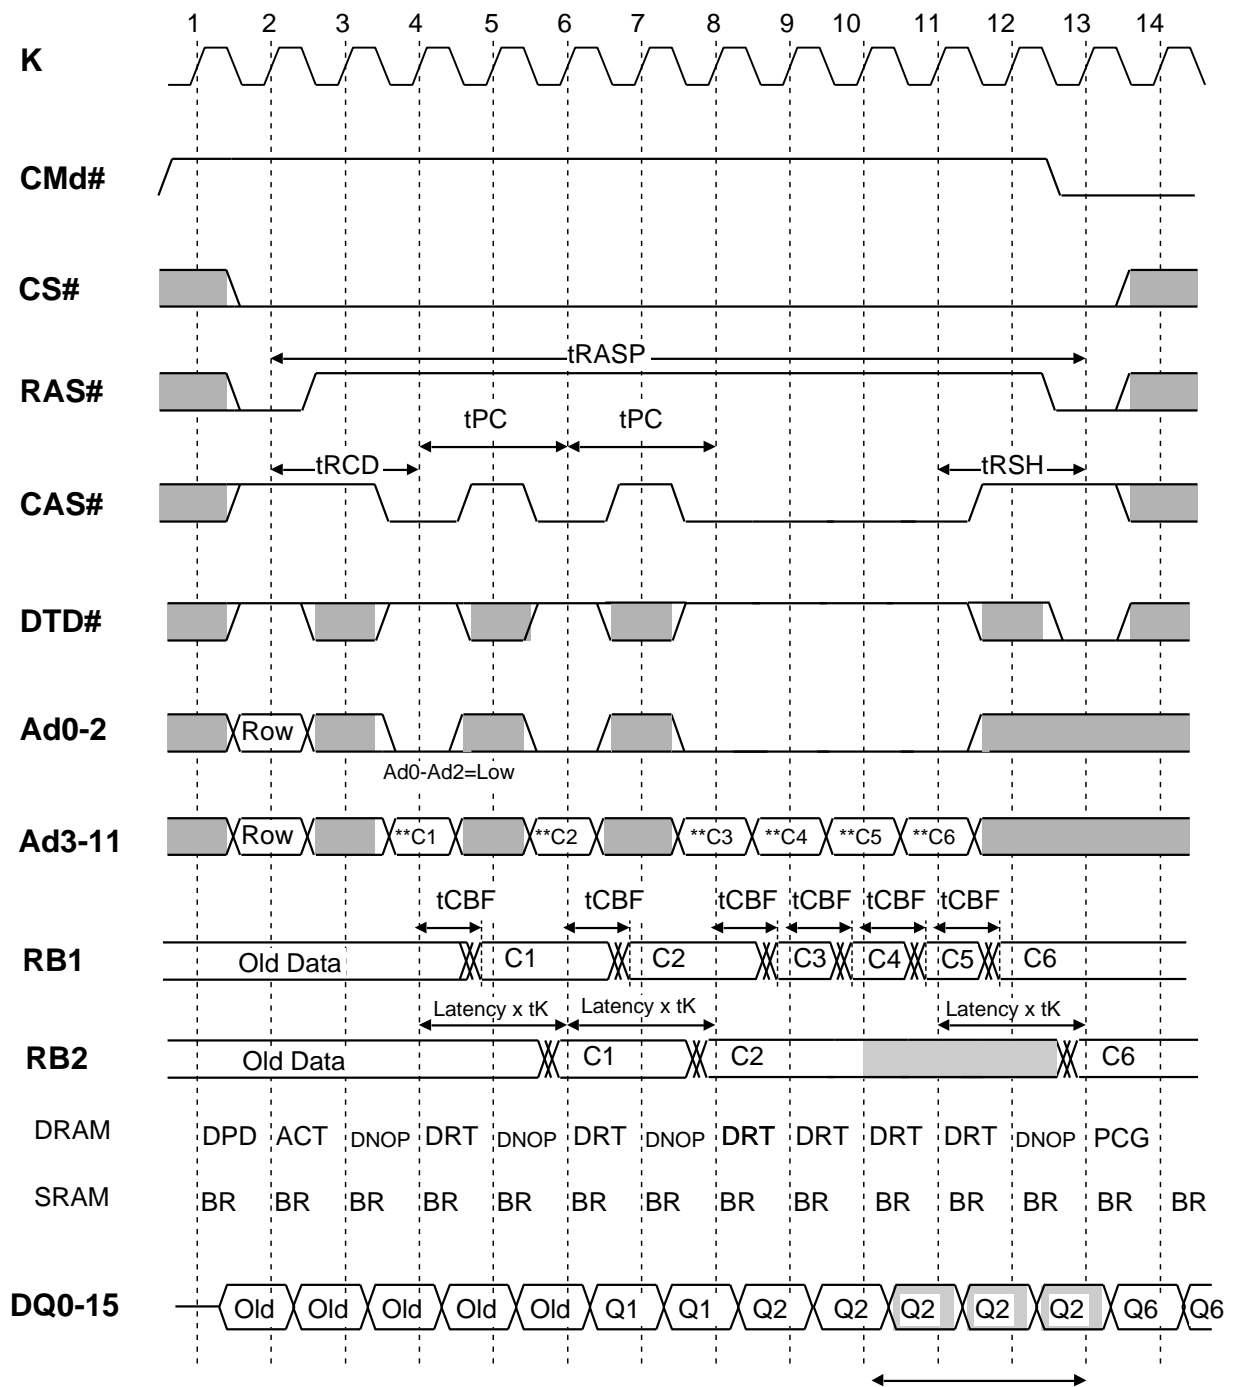 1 2 3 4 5 6 7 8 9 10 11 12 13 14
K
CMd#
CS#
tRASP
RAS#
tPC tPC
tRCD tRSH
CAS#
DTD#
Ad0-2 Row
Ad0-Ad2=Low
Ad3-11 Row **C1 **C2 **C3 **C4 **C5 **C6
tCBF tCBF tCBF tCBF tCBF tCBF
RB1 Old Data C1 C2 C3 C4 C5 C6
Latency x tK Latency x tK Latency x tK
RB2 Old Data C1 C2 C6
DRAM DPD ACT DNOP DRT DNOP DRT DNOP DRT DRT DRT DRT DNOP PCG
SRAM BR BR BR BR BR BR BR BR BR BR BR BR BR BR
DQ0-15 Old Old Old Old Old Q1 Q1 Q2 Q2 Q2 Q2 Q2 Q6 Q6